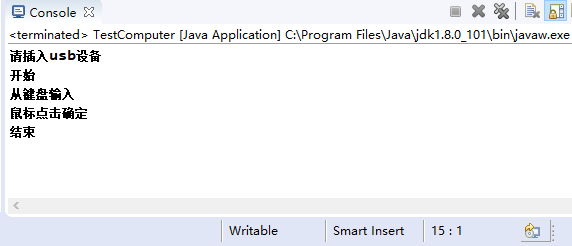 Console
<terminated> TestComputer [Java Application] C:\Program Files\Java\jdk1.8.0_101\bin\javaw.exe
请插入usb设备
开始
从键盘输入
鼠标点击确定
结束
Writable
Smart Insert
15 : 1